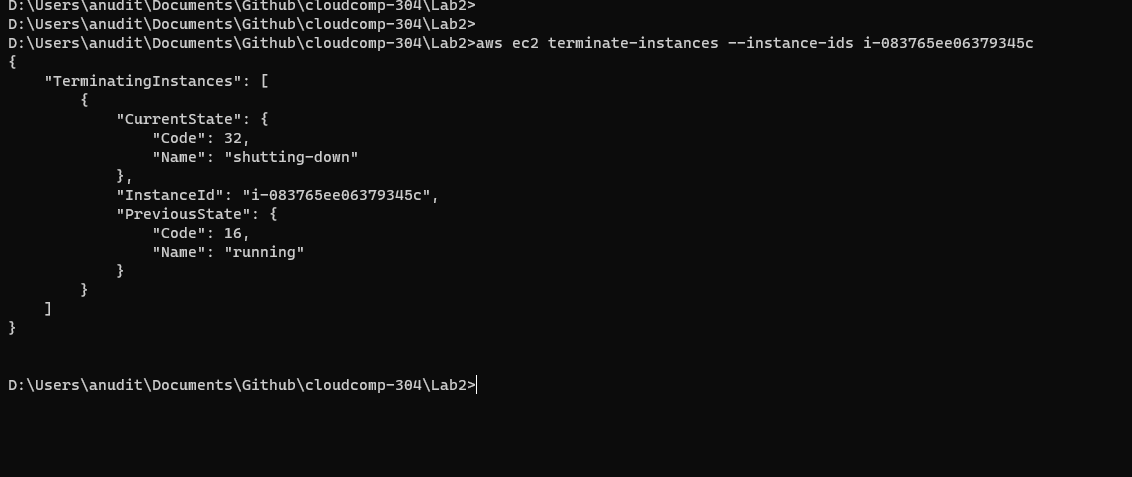 D:\Users\anudit\Documents\Github\cloudcomp-304\Lab2>
D:\Users\anudit\Documents\Github\cloudcomp-304\Lab2>
D:\Users\anudit\Documents\Github\cloudcomp-304\Lab2>aws ec2 terminate-instances --instance-ids i-083765ee06379345c
{
    "TerminatingInstances": [
        {
            "CurrentState": {
                "Code": 32,
                "Name": "shutting-down"
            },
            "InstanceId": "i-083765ee06379345c",
            "PreviousState": {
                "Code": 16,
                "Name": "running"
            }
        }
    ]
}
D:\Users\anudit\Documents\Github\cloudcomp-304\Lab2>